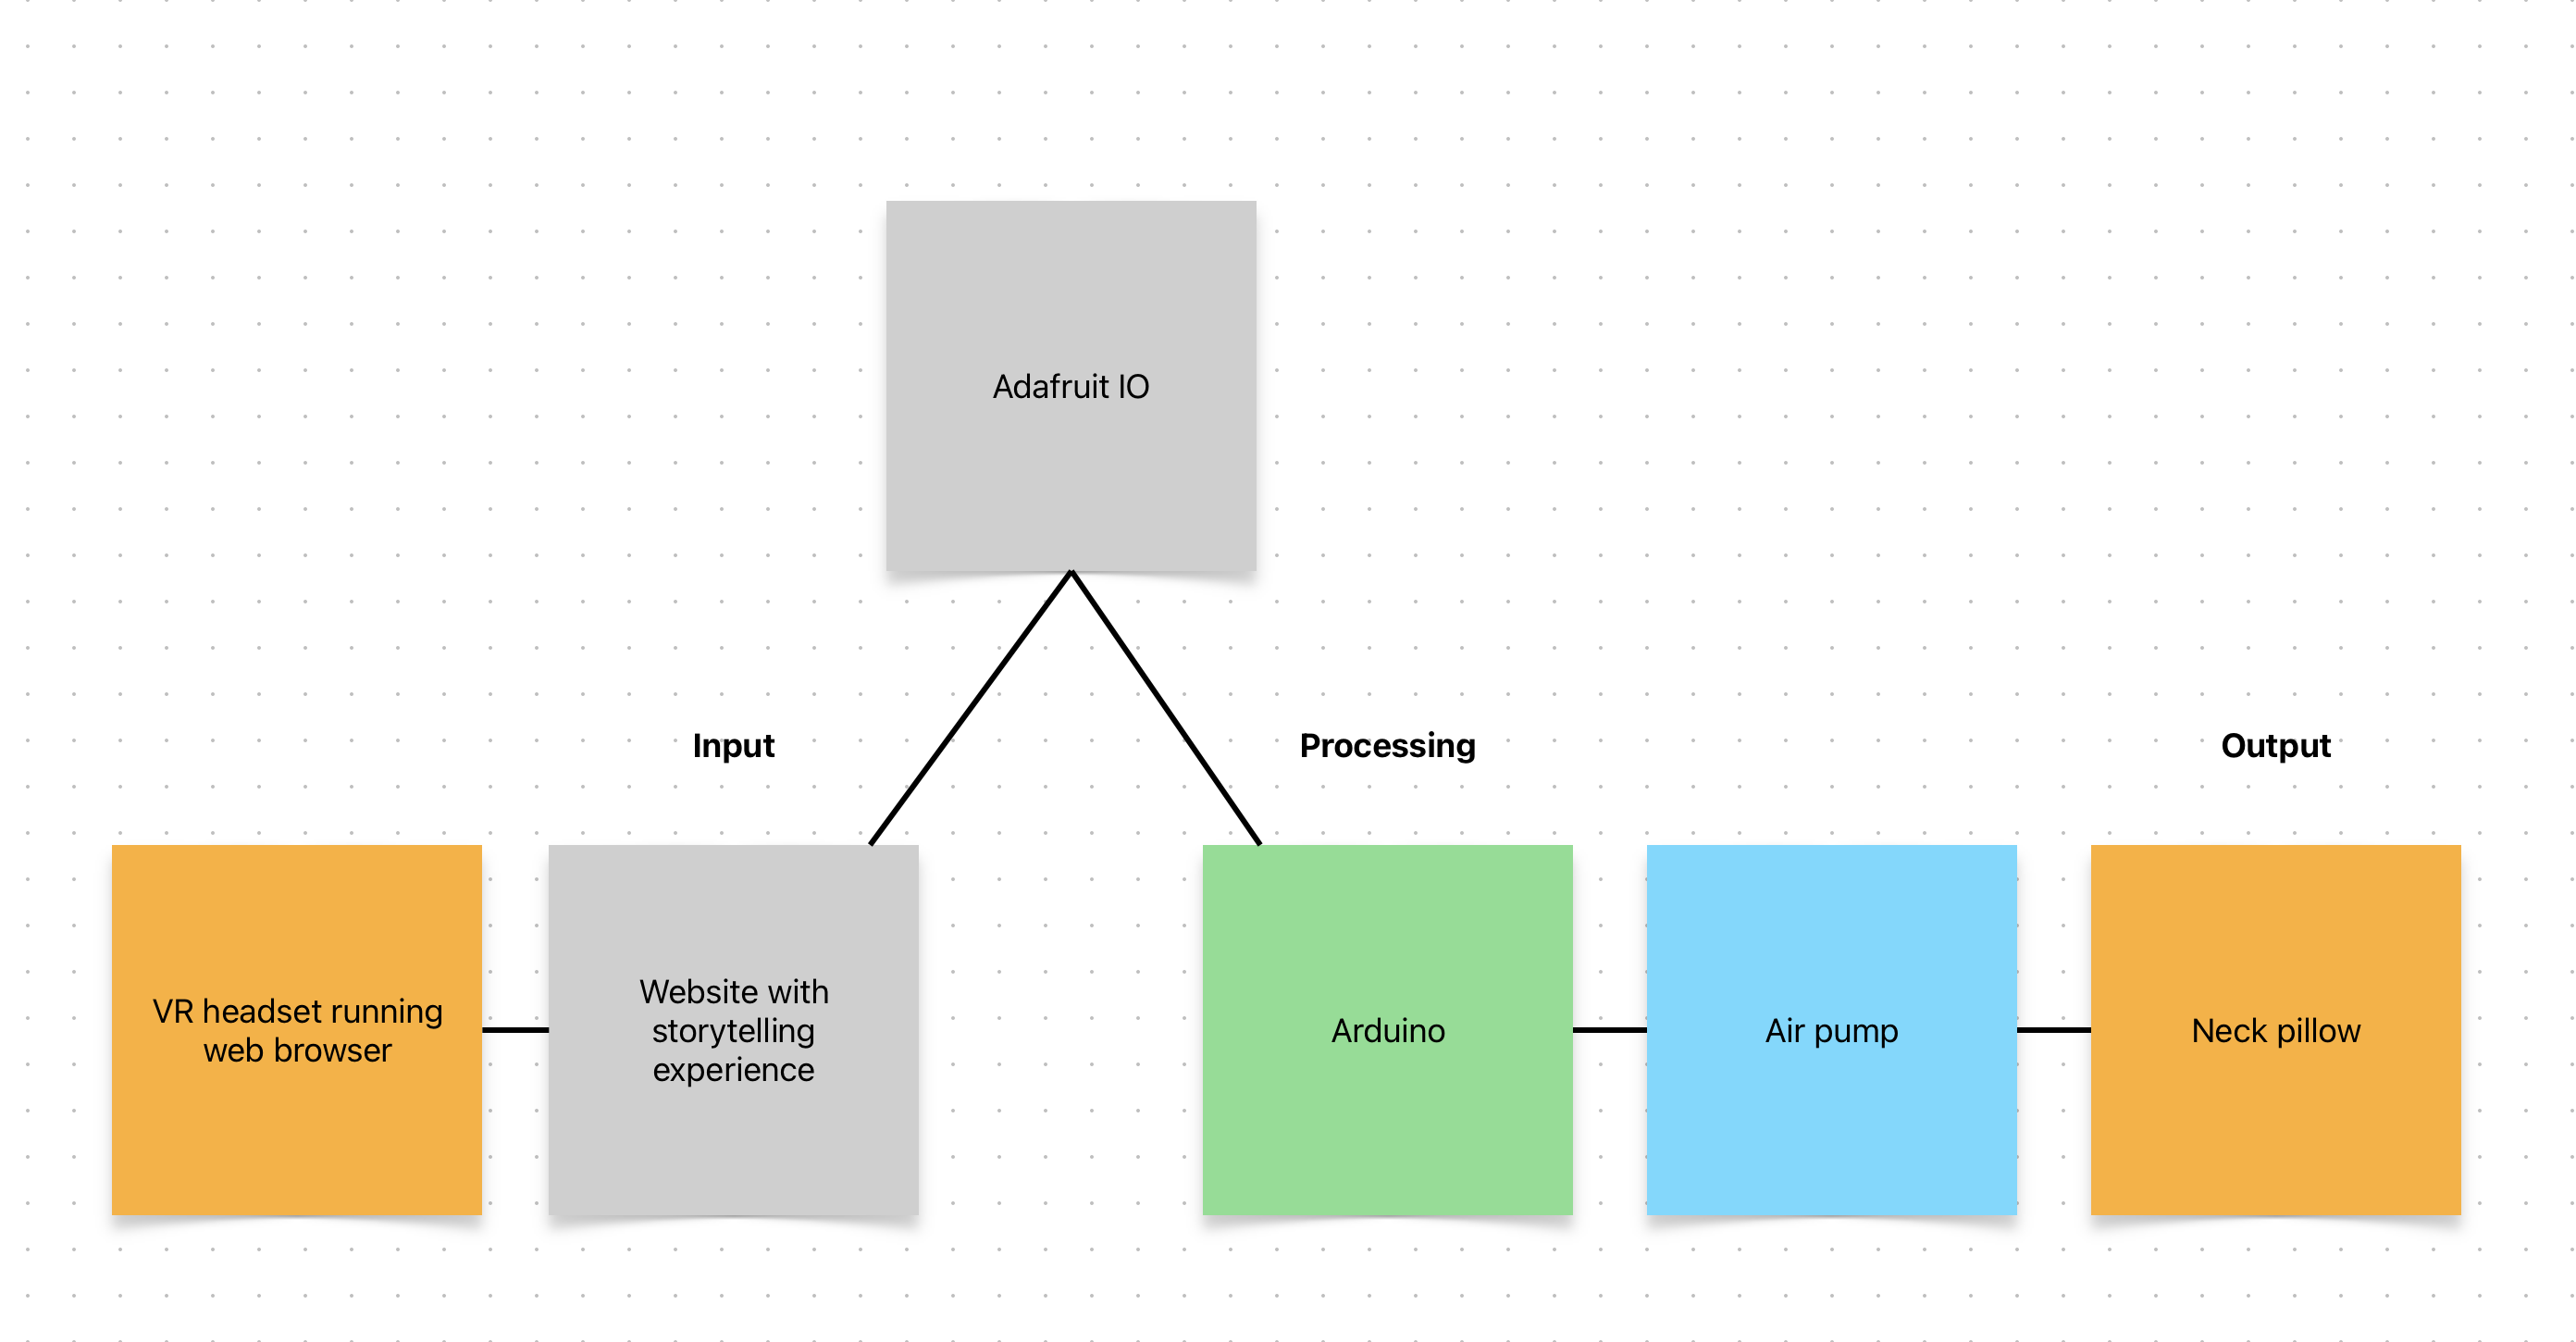 Adafruit IO
Input
Processing
Output
VR headset running
web browser
Website with
storytelling
experience
Arduino
Air pump
Neck pillow